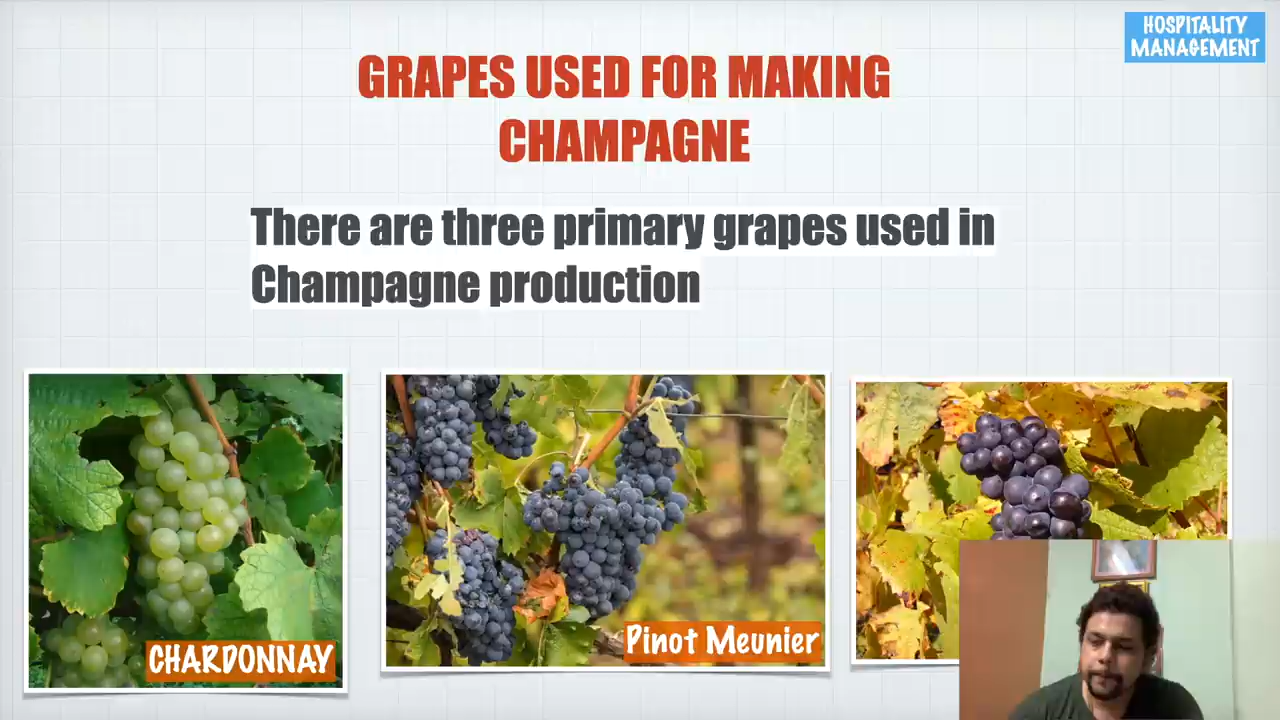 HOSPITALITY
MANAGEMENT
GRAPES USED FOR MAKING
CHAMPAGNE
There are three primary grapes used in
Champagne production
CHARDONNAY
Pinot Meunier